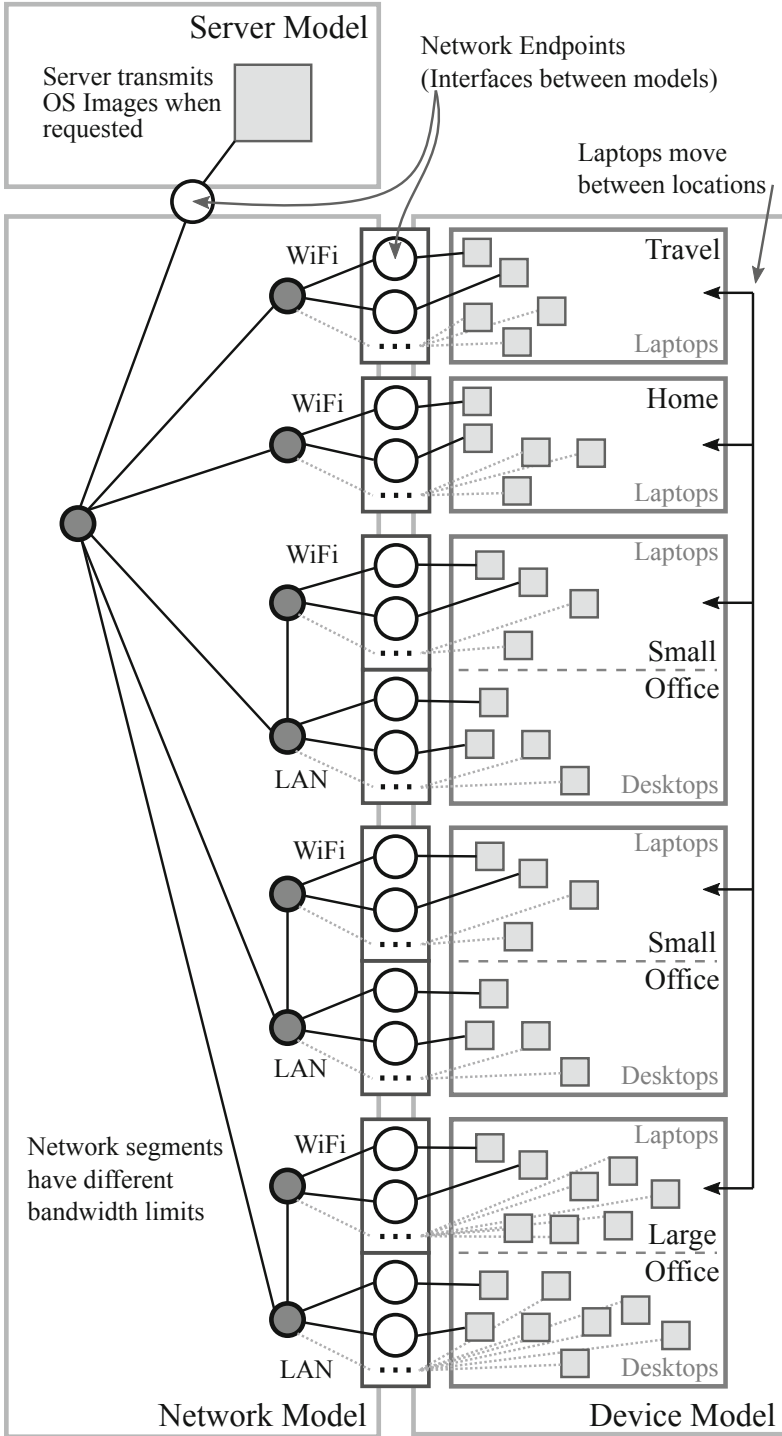 Server Model
Server transmits
OS Images when
requested
Network Endpoints
(Interfaces between models)
Laptops move
between locations
WiFi
...
Travel
Laptops
WiFi
...
Home
Laptops
WiFi
...
Laptops
Small
Office
LAN
...
Desktops
WiFi
...
Laptops
Small
Office
LAN
...
Desktops
Network segments
have different
bandwidth limits
WiFi
...
Laptops
Large
Office
LAN
...
Desktops
Network Model
Device Model